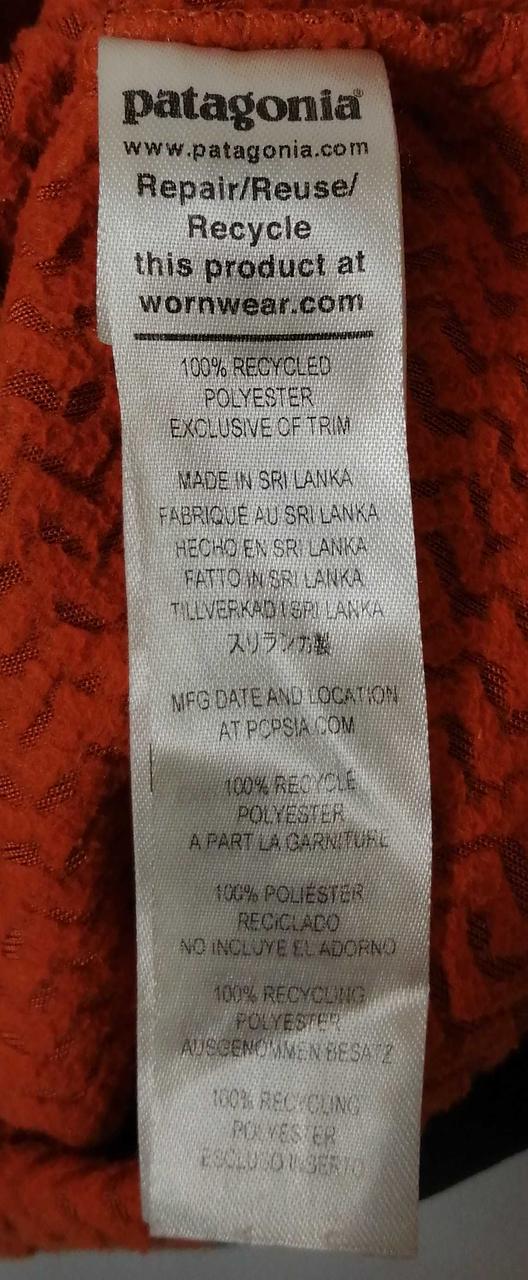 patagonia®
www.patagonia.com
Repair/Reuse/
Recycle
this product at
wornwear.com
100% RECYCLED
POLYESTER
EXCLUSIVE OF TRIM
MADE IN SRI LANKA
FABRIQUÉ AU SRI LANKA
HECHO EN SRI LANKA
FATTO IN SRI LANKA
TILLVERKAD I SRI LANKA
スリランカ製
MFG DATE AND LOCATION
AT PCPSIA.COM
100% RECYCLE
POLYESTER
A PART LA GARNITURE
100% POLIÉSTER
RECICLADO
NO INCLUYE EL ADORNO
100% RECYCLING
POLYESTER
AUSGENOMMEN BESATZ
100% RECYCLING
POLYESTER
ESCLUSO INSERTO